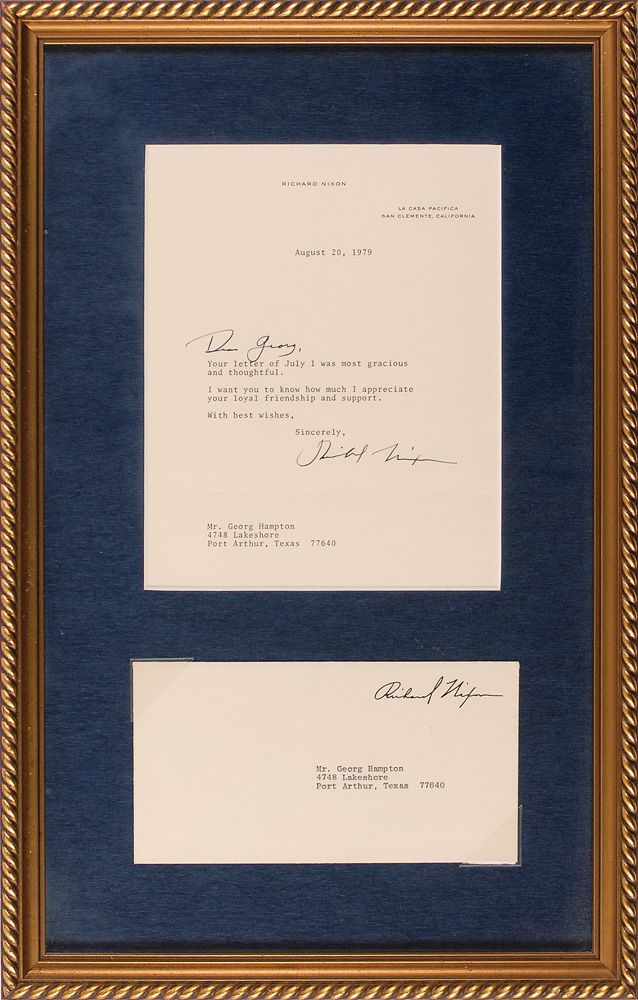 RICHARD NIXON
LA CASA PACIFICA
SAN CLEMENTE, CALIFORNIA
August 20, 1979
Dear Georg,
Your letter of July 1 was most gracious
and thoughtful.
I want you to know how much I appreciate
your loyal friendship and support.
With best wishes,
Sincerely,
Richard Nixon
Mr. Georg Hampton
4748 Lakeshore
Port Arthur, Texas 77640
Richard Nixon
Mr. Georg Hampton
4748 Lakeshore
Port Arthur, Texas 77640